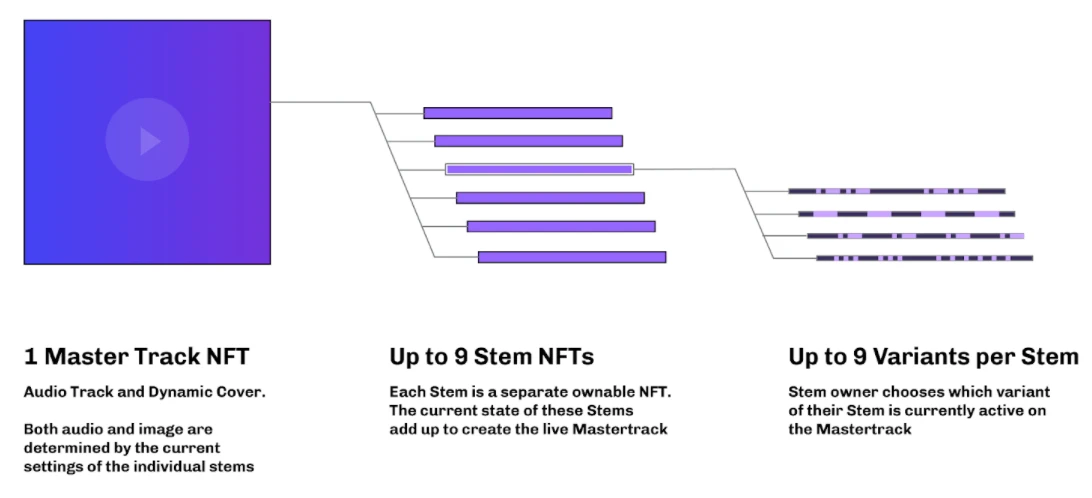 1 Master Track NFT
Audio Track and Dynamic Cover.
Both audio and image are
determined by the current
settings of the individual stems
Up to 9 Stem NFTs
Each Stem is a separate ownable NFT.
The current state of these Stems
add up to create the live Mastertrack
Up to 9 Variants per Stem
Stem owner chooses which variant
of their Stem is currently active on
the Mastertrack